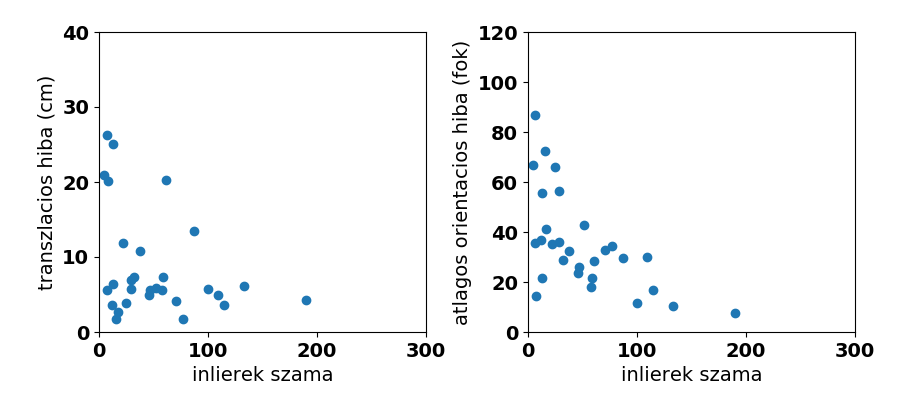 transzlacios hiba (cm)
40
30
20
10
0
0 100 200 300
inlierek szama
atlagos orientacios hiba (fok)
120
100
80
60
40
20
0
0 100 200 300
inlierek szama